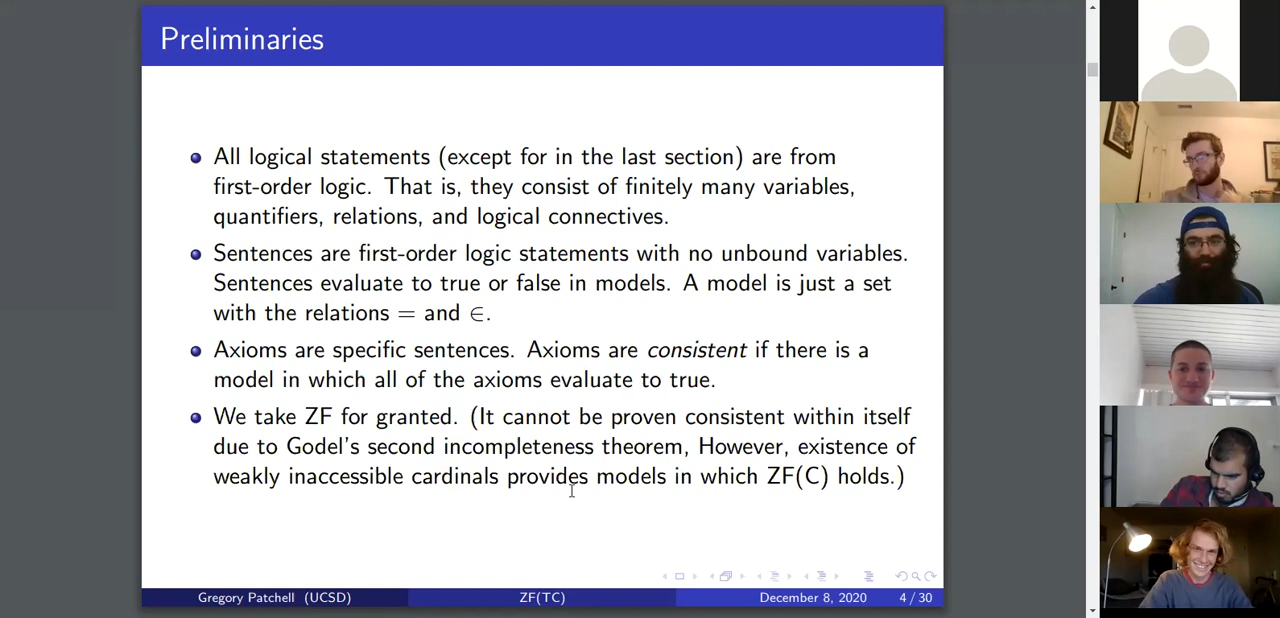 Preliminaries
All logical statements (except for in the last section) are from
first-order logic. That is, they consist of finitely many variables,
quantifiers, relations, and logical connectives.
Sentences are first-order logic statements with no unbound variables.
Sentences evaluate to true or false in models. A model is just a set
with the relations = and ∈.
Axioms are specific sentences. Axioms are consistent if there is a
model in which all of the axioms evaluate to true.
We take ZF for granted. (It cannot be proven consistent within itself
due to Godel's second incompleteness theorem, However, existence of
weakly inaccessible cardinals provides models in which ZF(C) holds.)
Gregory Patchell (UCSD)
ZF(TC)
December 8, 2020
4 / 30